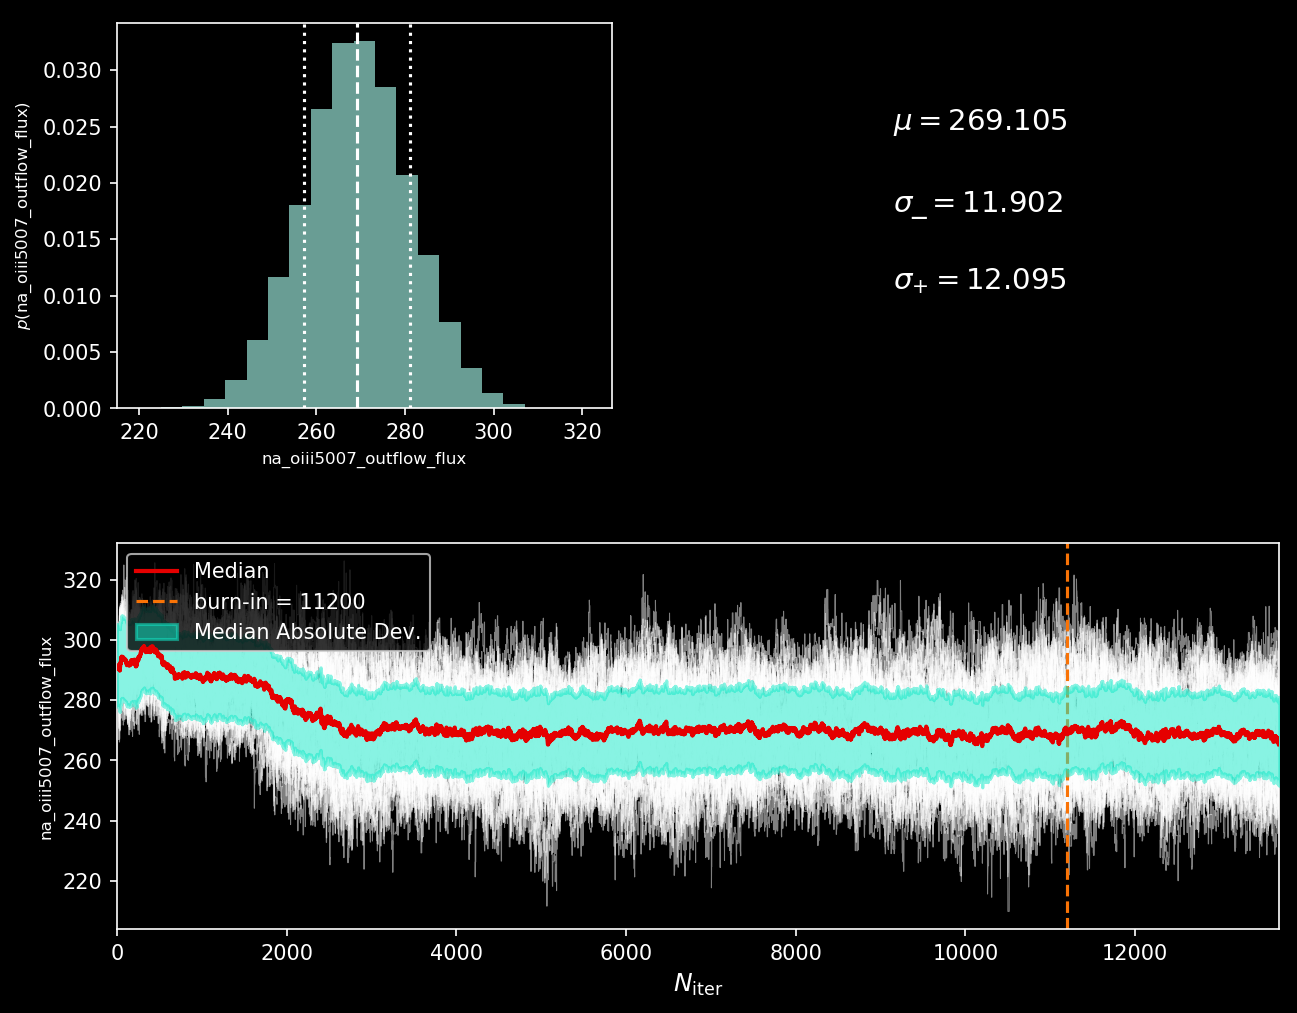 p(na_oiii5007_outflow_flux)
0.030
0.025
0.020
0.015
0.010
0.005
0.000
220 240 260 280 300 320
na_oiii5007_outflow_flux
μ = 269.105
σ_ = 11.902
σ+ = 12.095
na_oiii5007_outflow_flux
320
300
280
260
240
220
Median
burn-in = 11200
Median Absolute Dev.
0 2000 4000 6000 8000 10000 12000
Niter